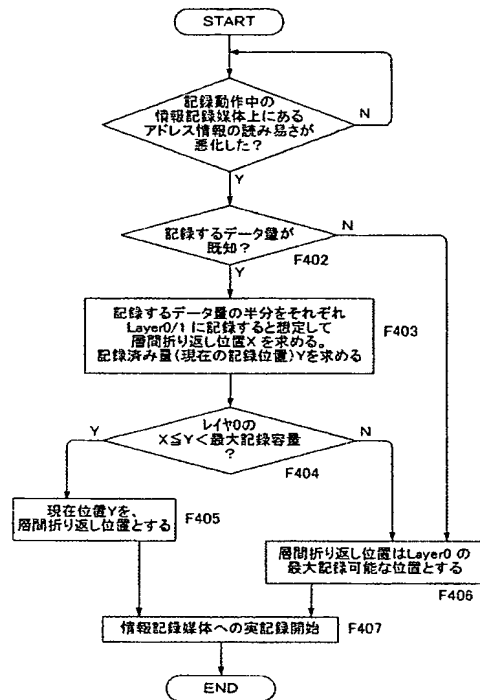 START
記録動作中の
情報記録媒体上にある
アドレス情報の読み易さが
悪化した?
N
Y
記録するデータ量が
既知?
N
F402
Y
記録するデータ量の半分をそれぞれ
Layer0/1 に記録すると想定して
層間折り返し位置X を求める。
記録済み量(現在の記録位置)Yを求める
F403
レイヤ0の
X≦Y<最大記録容量
?
Y
N
F404
現在位置Yを、
層間折り返し位置とする
F405
層間折り返し位置はLayer0 の
最大記録可能な位置とする
F406
情報記録媒体への実記録開始
F407
END